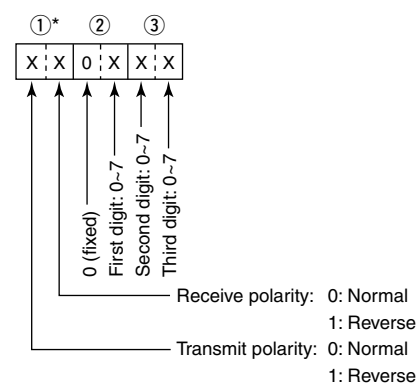 ①* ② ③
X X 0 X X X
0 (fixed)
First digit: 0~7
Second digit: 0~7
Third digit: 0~7
Receive polarity: 0: Normal
1: Reverse
Transmit polarity: 0: Normal
1: Reverse